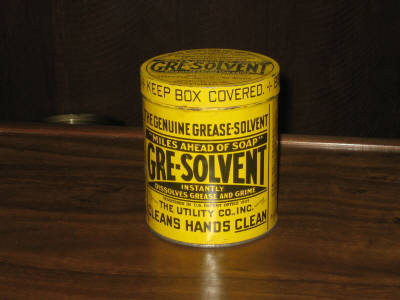 GRE-SOLVENT
+ KEEP BOX COVERED. +
THE GENUINE GREASE-SOLVENT
"MILES AHEAD OF SOAP"
GRE-SOLVENT
INSTANTLY
DISSOLVES GREASE AND GRIME
THE UTILITY CO., INC.
CLEANS HANDS CLEAN